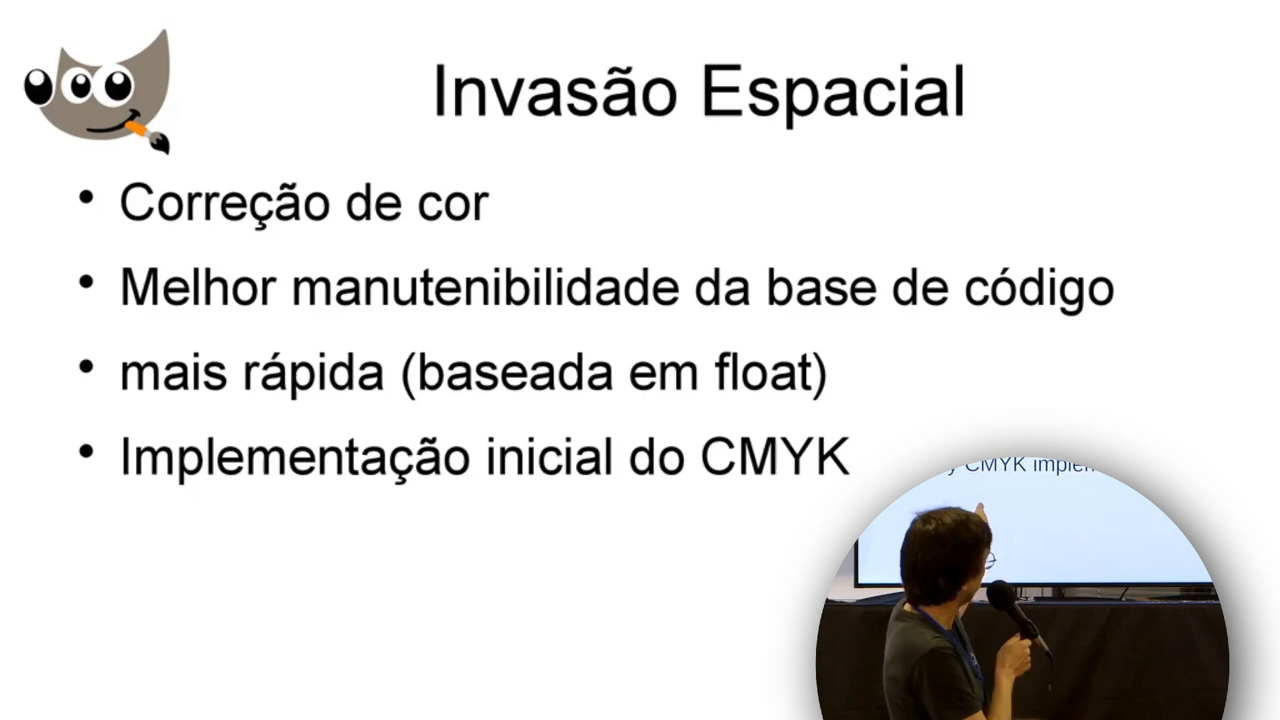 Invasão Espacial
• Correção de cor
• Melhor manutenibilidade da base de código
• mais rápida (baseada em float)
• Implementação inicial do CMYK
CMYK